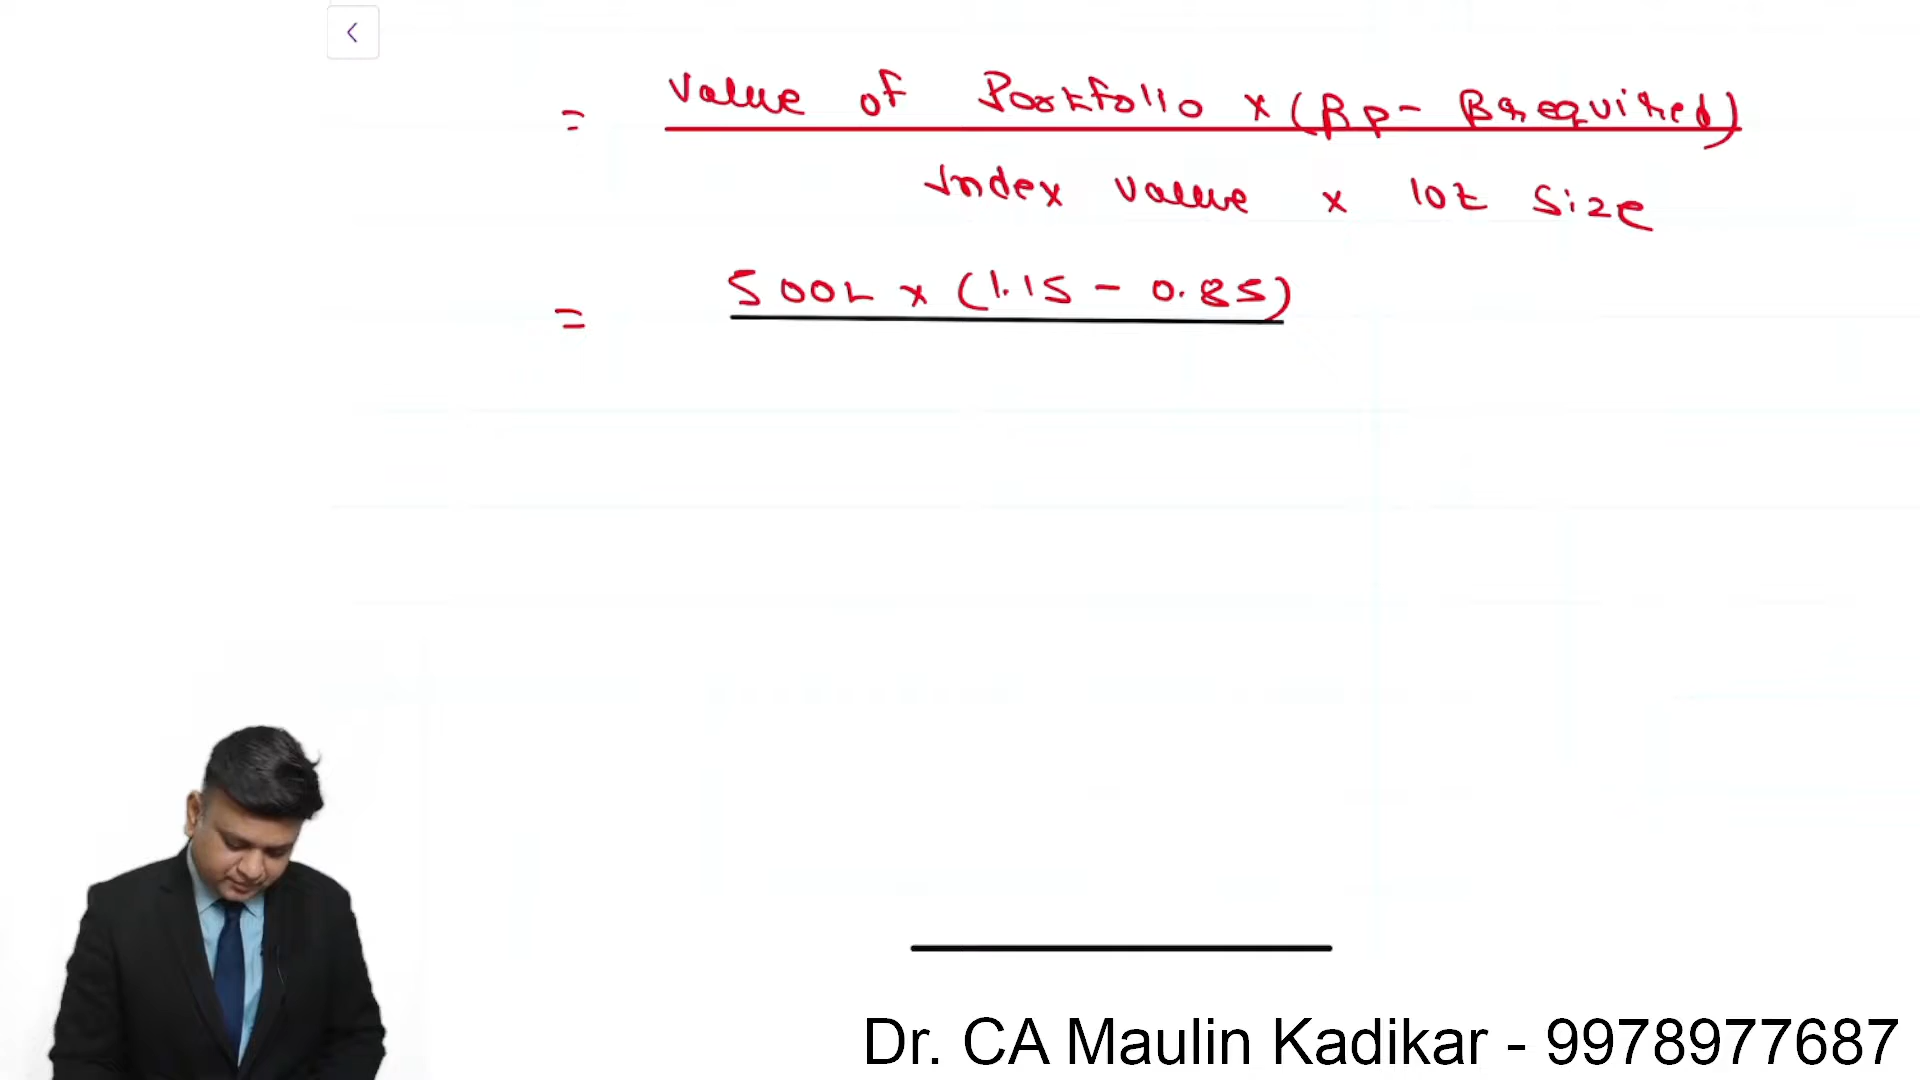 = Value of Portfolio x (βp - βrequired)
Index Value x lot size
= 500L x (1.15 - 0.85)
Dr. CA Maulin Kadikar - 9978977687